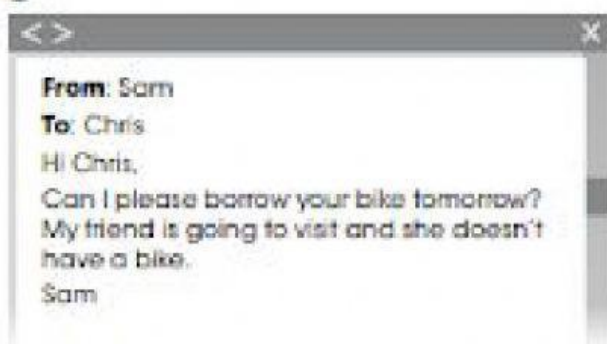 From: Sam
To: Chris
Hi Chris,
Can I please borrow your bike tomorrow?
My friend is going to visit and she doesn't
have a bike.
Sam